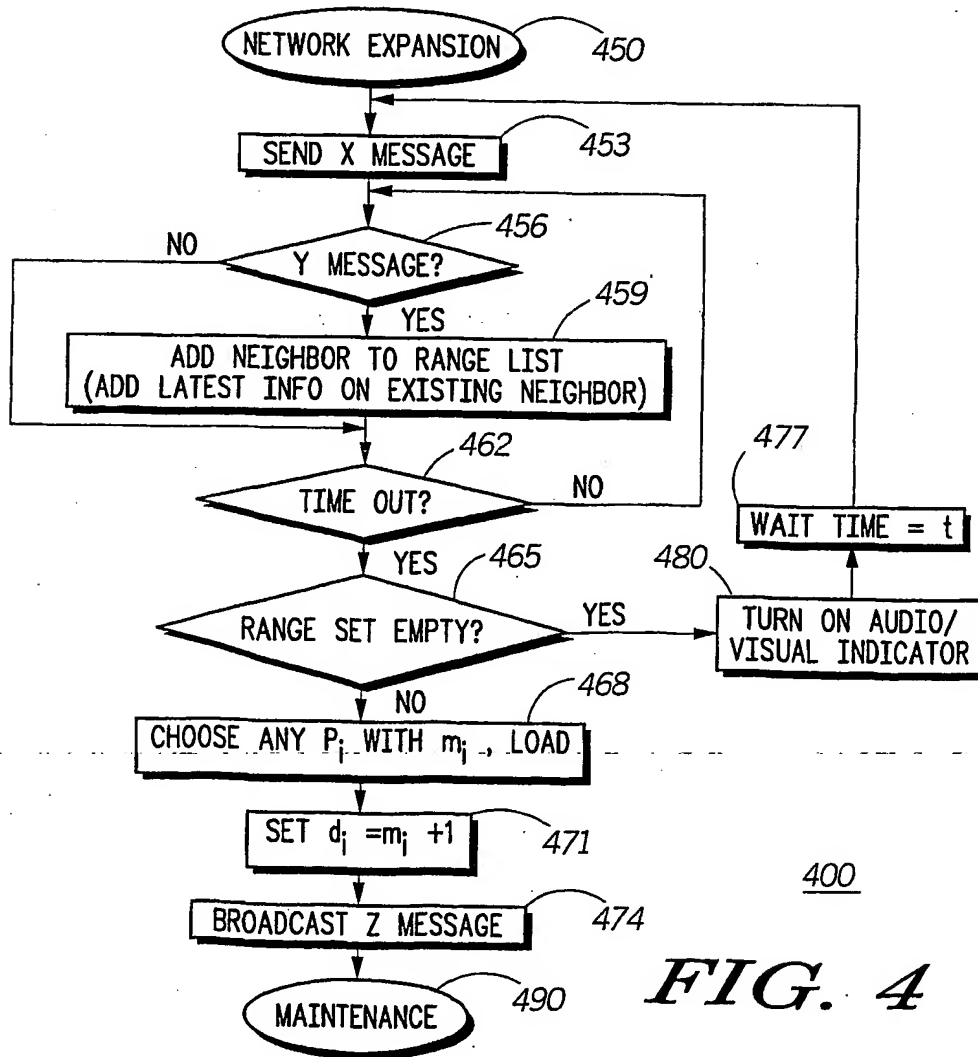 NETWORK EXPANSION
450
SEND X MESSAGE
453
456
NO
Y MESSAGE?
YES
459
ADD NEIGHBOR TO RANGE LIST
(ADD LATEST INFO ON EXISTING NEIGHBOR)
462
TIME OUT?
NO
477
WAIT TIME = t
YES
465
480
RANGE SET EMPTY?
YES
TURN ON AUDIO/
VISUAL INDICATOR
NO
468
CHOOSE ANY Pj WITH mj , LOAD
SET di =mj +1
471
400
BROADCAST Z MESSAGE
474
MAINTENANCE
490
FIG. 4